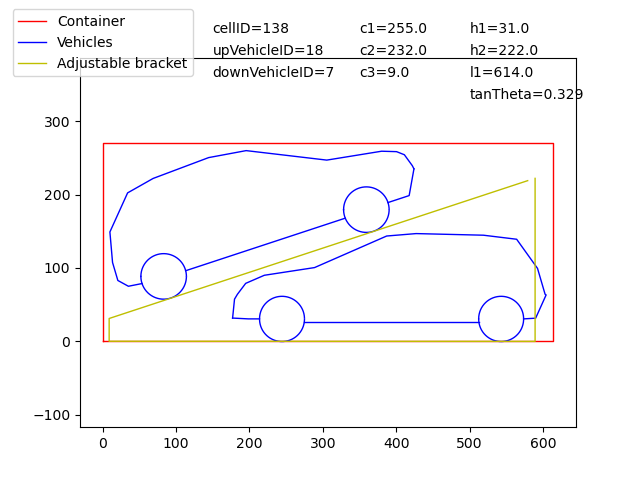 Container
Vehicles
Adjustable bracket
cellID=138 c1=255.0 h1=31.0
upVehicleID=18 c2=232.0 h2=222.0
downVehicleID=7 c3=9.0 l1=614.0
tanTheta=0.329
300
200
100
0
−100
0 100 200 300 400 500 600